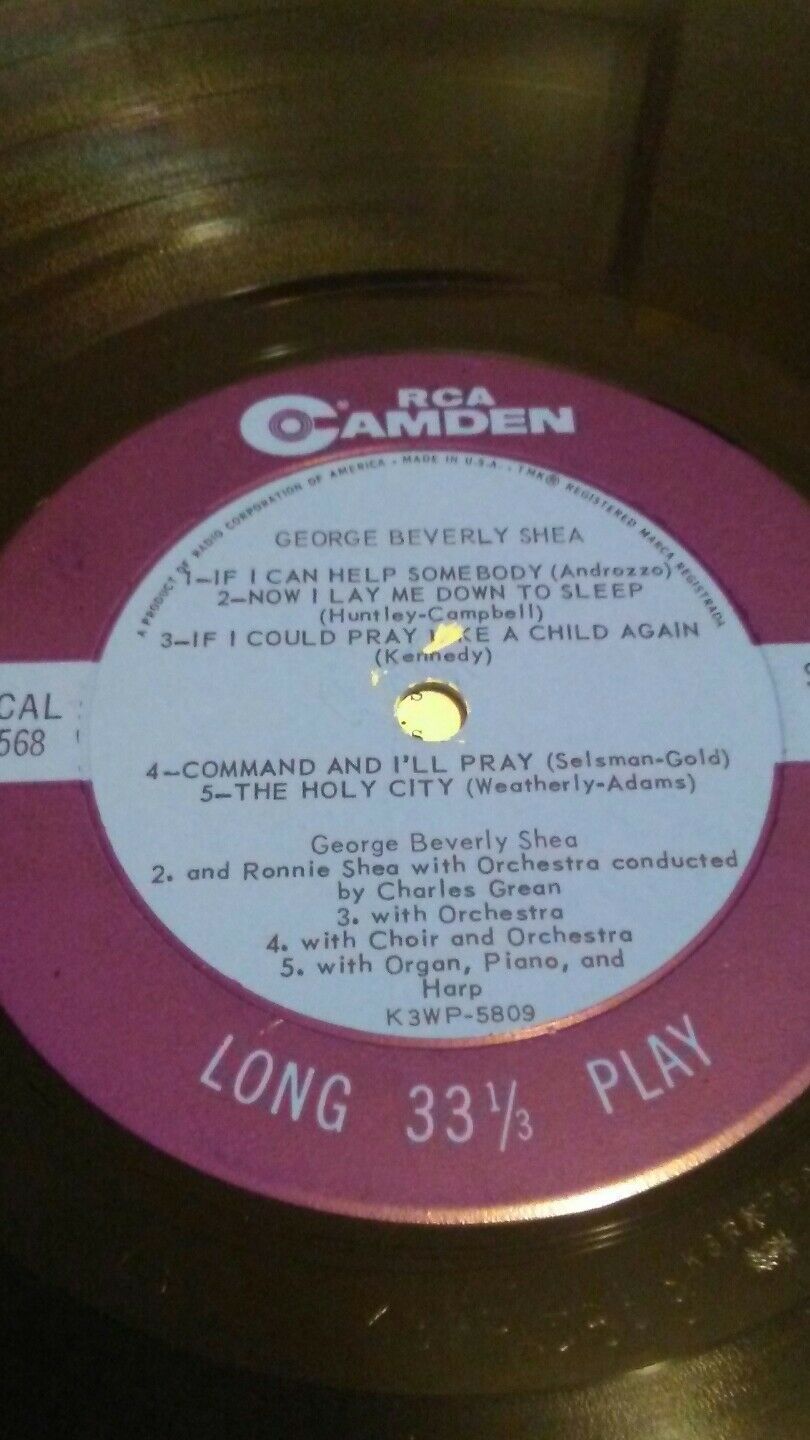 RCA
CAMDEN
A PRODUCT OF RADIO CORPORATION OF AMERICA - MADE IN U.S.A. - TMK® REGISTERED MARCA REGISTRADA
GEORGE BEVERLY SHEA
1-IF I CAN HELP SOMEBODY (Androzzo)
2-NOW I LAY ME DOWN TO SLEEP
(Huntley-Campbell)
3-IF I COULD PRAY A CHILD AGAIN
(Kennedy)
CAL
568
S
4-COMMAND AND I'LL PRAY (Selsman-Gold)
5-THE HOLY CITY (Weatherly-Adams)
George Beverly Shea
2. and Ronnie Shea with Orchestra conducted
by Charles Grean
3. with Orchestra
4. with Choir and Orchestra
5. with Organ, Piano, and
Harp
K3WP-5809
LONG 33 1/3 PLAY